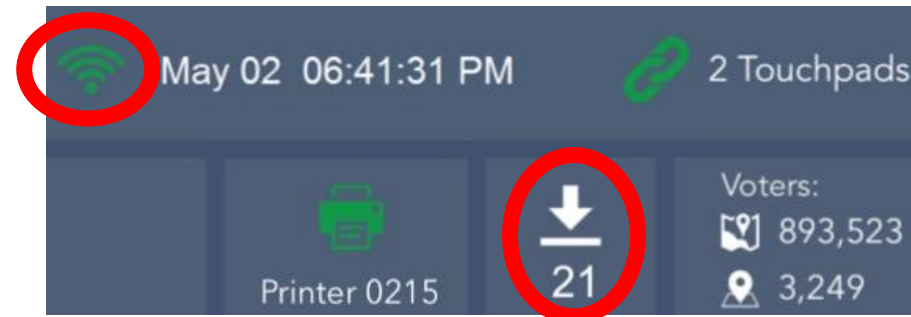 May 02 06:41:31 PM
2 Touchpads
Printer 0215
21
Voters:
893,523
3,249